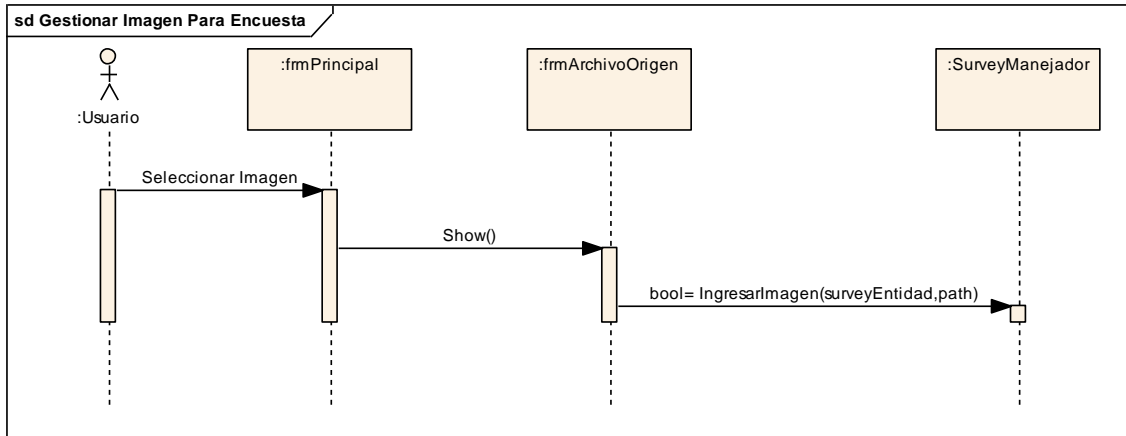 sd Gestionar Imagen Para Encuesta
:Usuario
:frmPrincipal
:frmArchivoOrigen
:SurveyManejador
Seleccionar Imagen
Show()
bool= IngresarImagen(surveyEntidad,path)